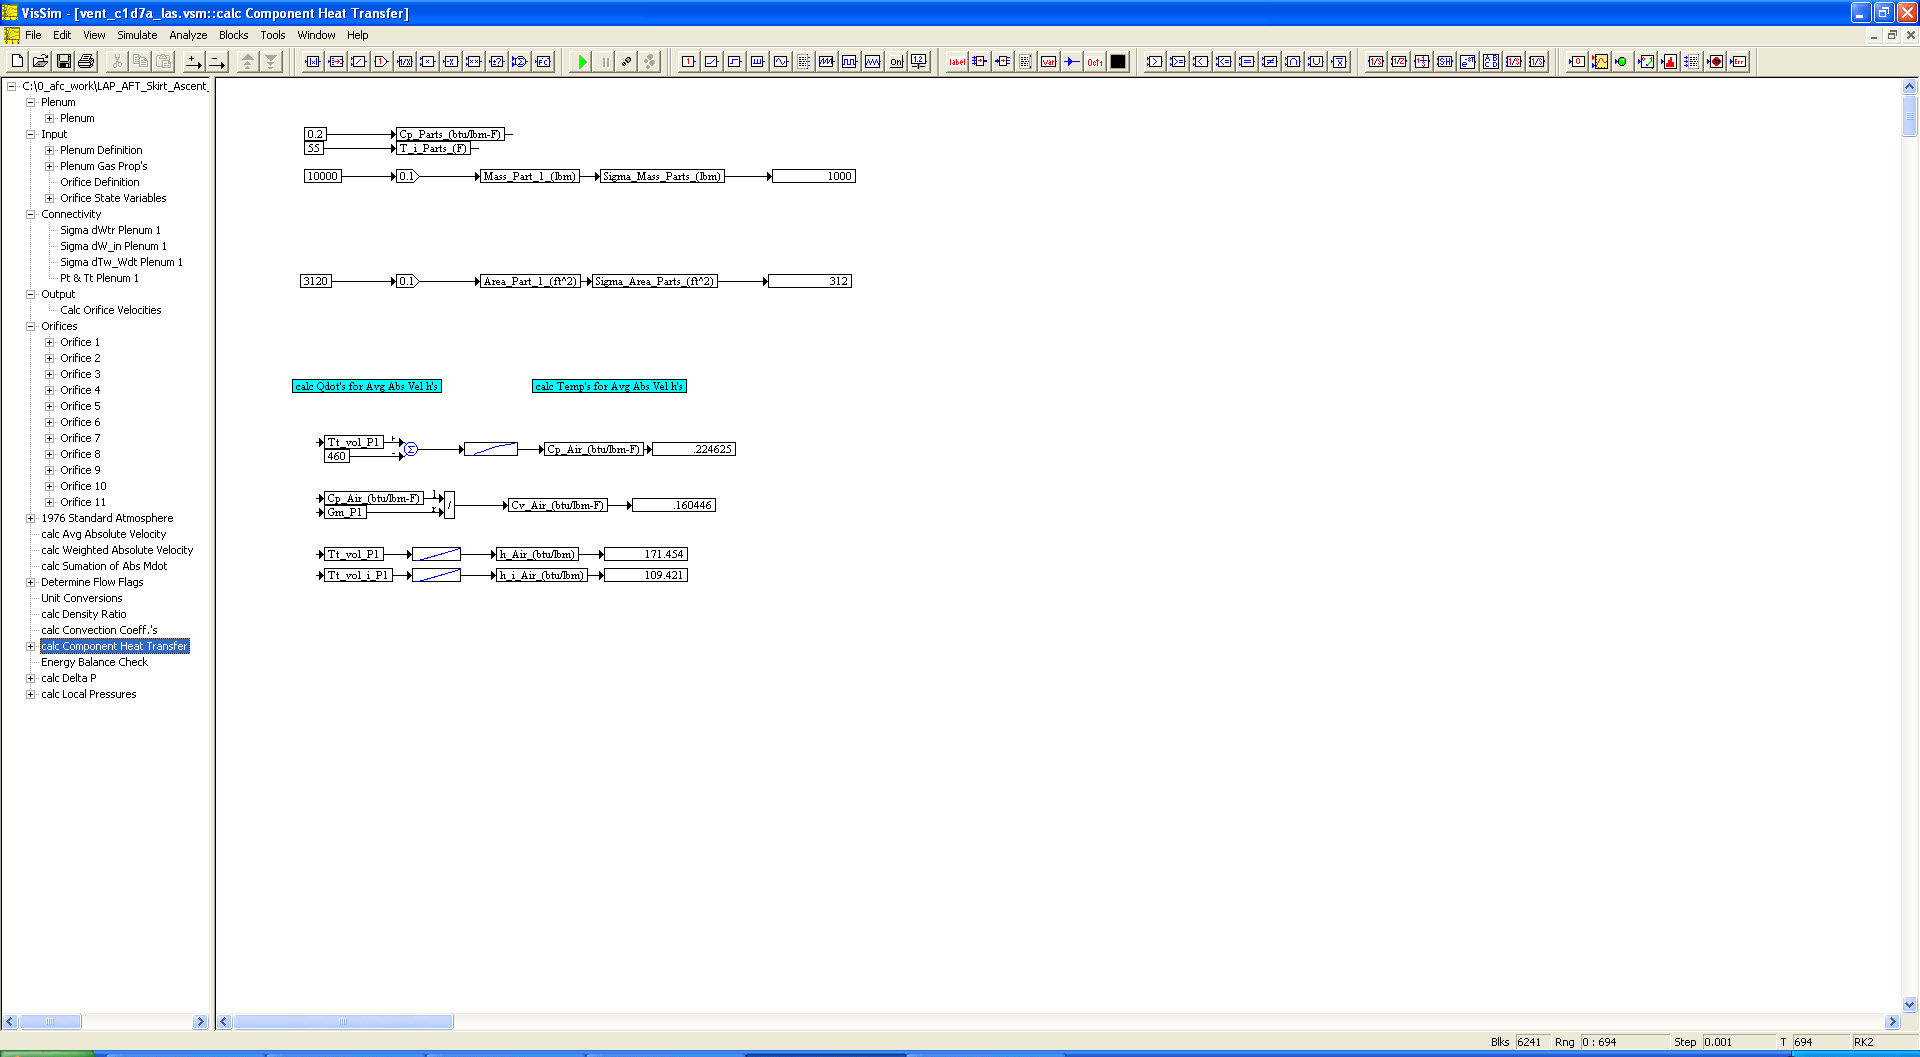 VisSim - [vent_c1d7a_las.vsm::calc Component Heat Transfer]
File Edit View Simulate Analyze Blocks Tools Window Help
C:\0_afc_work\LAP_AFT_Skirt_Ascent_
Plenum
Plenum
Input
Plenum Definition
Plenum Gas Prop's
Orifice Definition
Orifice State Variables
Connectivity
Sigma dWtr Plenum 1
Sigma dW_in Plenum 1
Sigma dTw_Wdt Plenum 1
Pt & Tt Plenum 1
Output
Calc Orifice Velocities
Orifices
Orifice 1
Orifice 2
Orifice 3
Orifice 4
Orifice 5
Orifice 6
Orifice 7
Orifice 8
Orifice 9
Orifice 10
Orifice 11
1976 Standard Atmosphere
calc Avg Absolute Velocity
calc Weighted Absolute Velocity
calc Sumation of Abs Mdot
Determine Flow Flags
Unit Conversions
calc Density Ratio
calc Convection Coeff.'s
calc Component Heat Transfer
Energy Balance Check
calc Delta P
calc Local Pressures
0.2 Cp_Parts_(btu/lbm-F)
55 T_i_Parts_(F)
10000 0.1 Mass_Part_1_(lbm) Sigma_Mass_Parts_(lbm) 1000
3120 0.1 Area_Part_1_(ft^2) Sigma_Area_Parts_(ft^2) 312
calc Qdot's for Avg Abs Vel h's calc Temp's for Avg Abs Vel h's
Tt_vol_P1 + Σ Cp_Air_(btu/lbm-F) .224625
460 -
Cp_Air_(btu/lbm-F) l / Cv_Air_(btu/lbm-F) .160446
Gm_P1 r
Tt_vol_P1 h_Air_(btu/lbm) 171.454
Tt_vol_i_P1 h_i_Air_(btu/lbm) 109.421
Blks 6241 Rng 0 : 694 Step 0.001 T 694 RK2